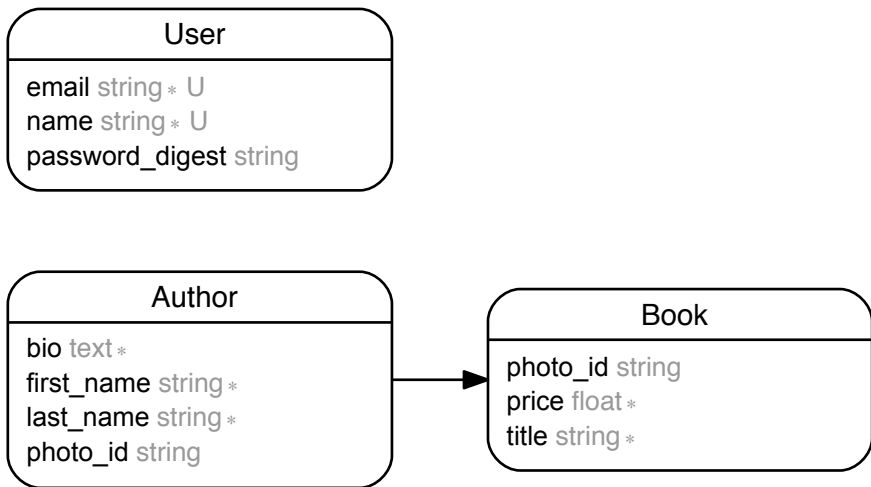 User
email string * U
name string * U
password_digest string
Author
bio text *
first_name string *
last_name string *
photo_id string
Book
photo_id string
price float *
title string *